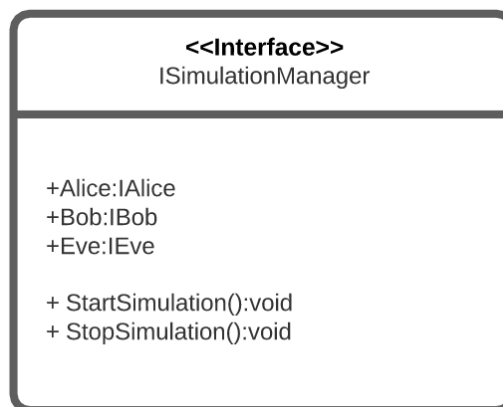 <<Interface>>
ISimulationManager
+Alice:IAlice
+Bob:IBob
+Eve:IEve
+ StartSimulation():void
+ StopSimulation():void